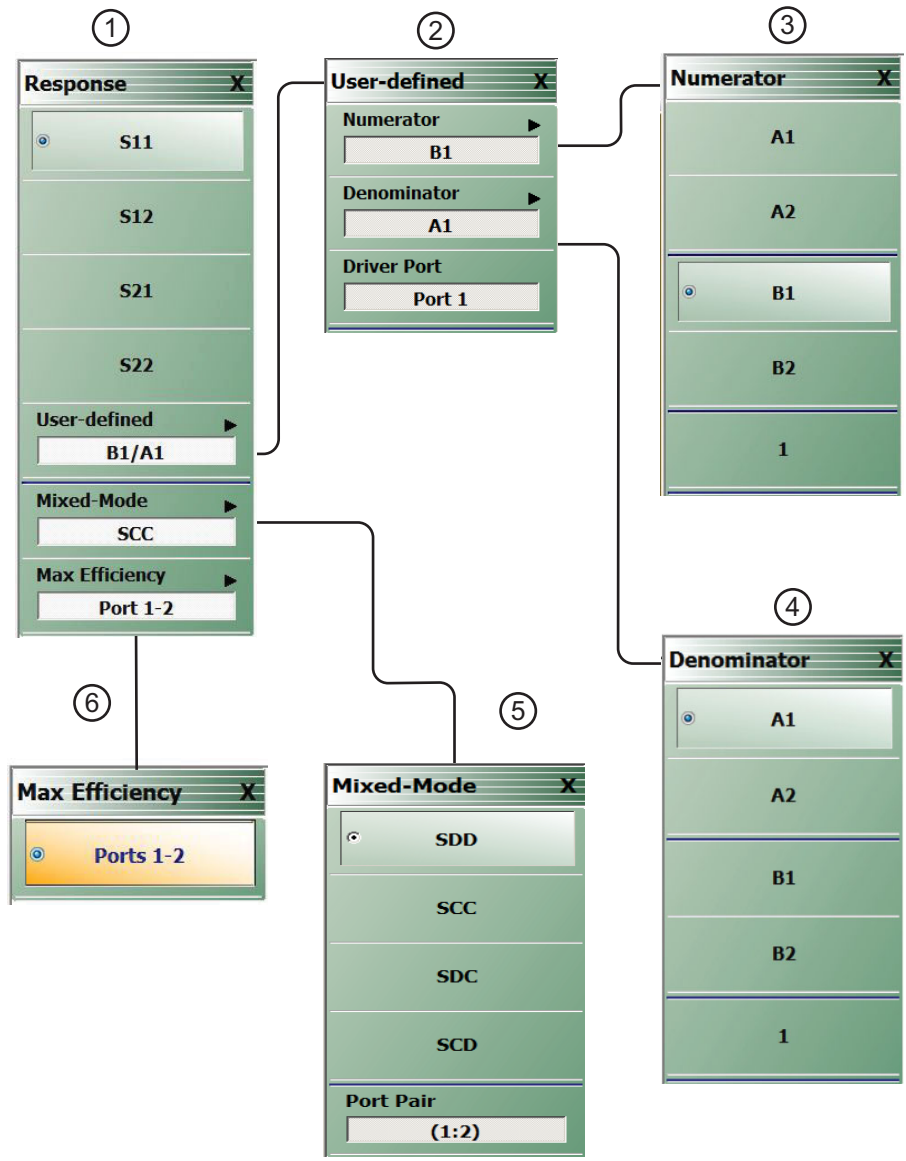 1
Response X
S11
S12
S21
S22
User-defined
B1/A1
Mixed-Mode
SCC
Max Efficiency
Port 1-2
2
User-defined X
Numerator
B1
Denominator
A1
Driver Port
Port 1
3
Numerator X
A1
A2
B1
B2
1
4
Denominator X
A1
A2
B1
B2
1
5
Mixed-Mode X
SDD
SCC
SDC
SCD
Port Pair
(1:2)
6
Max Efficiency X
Ports 1-2